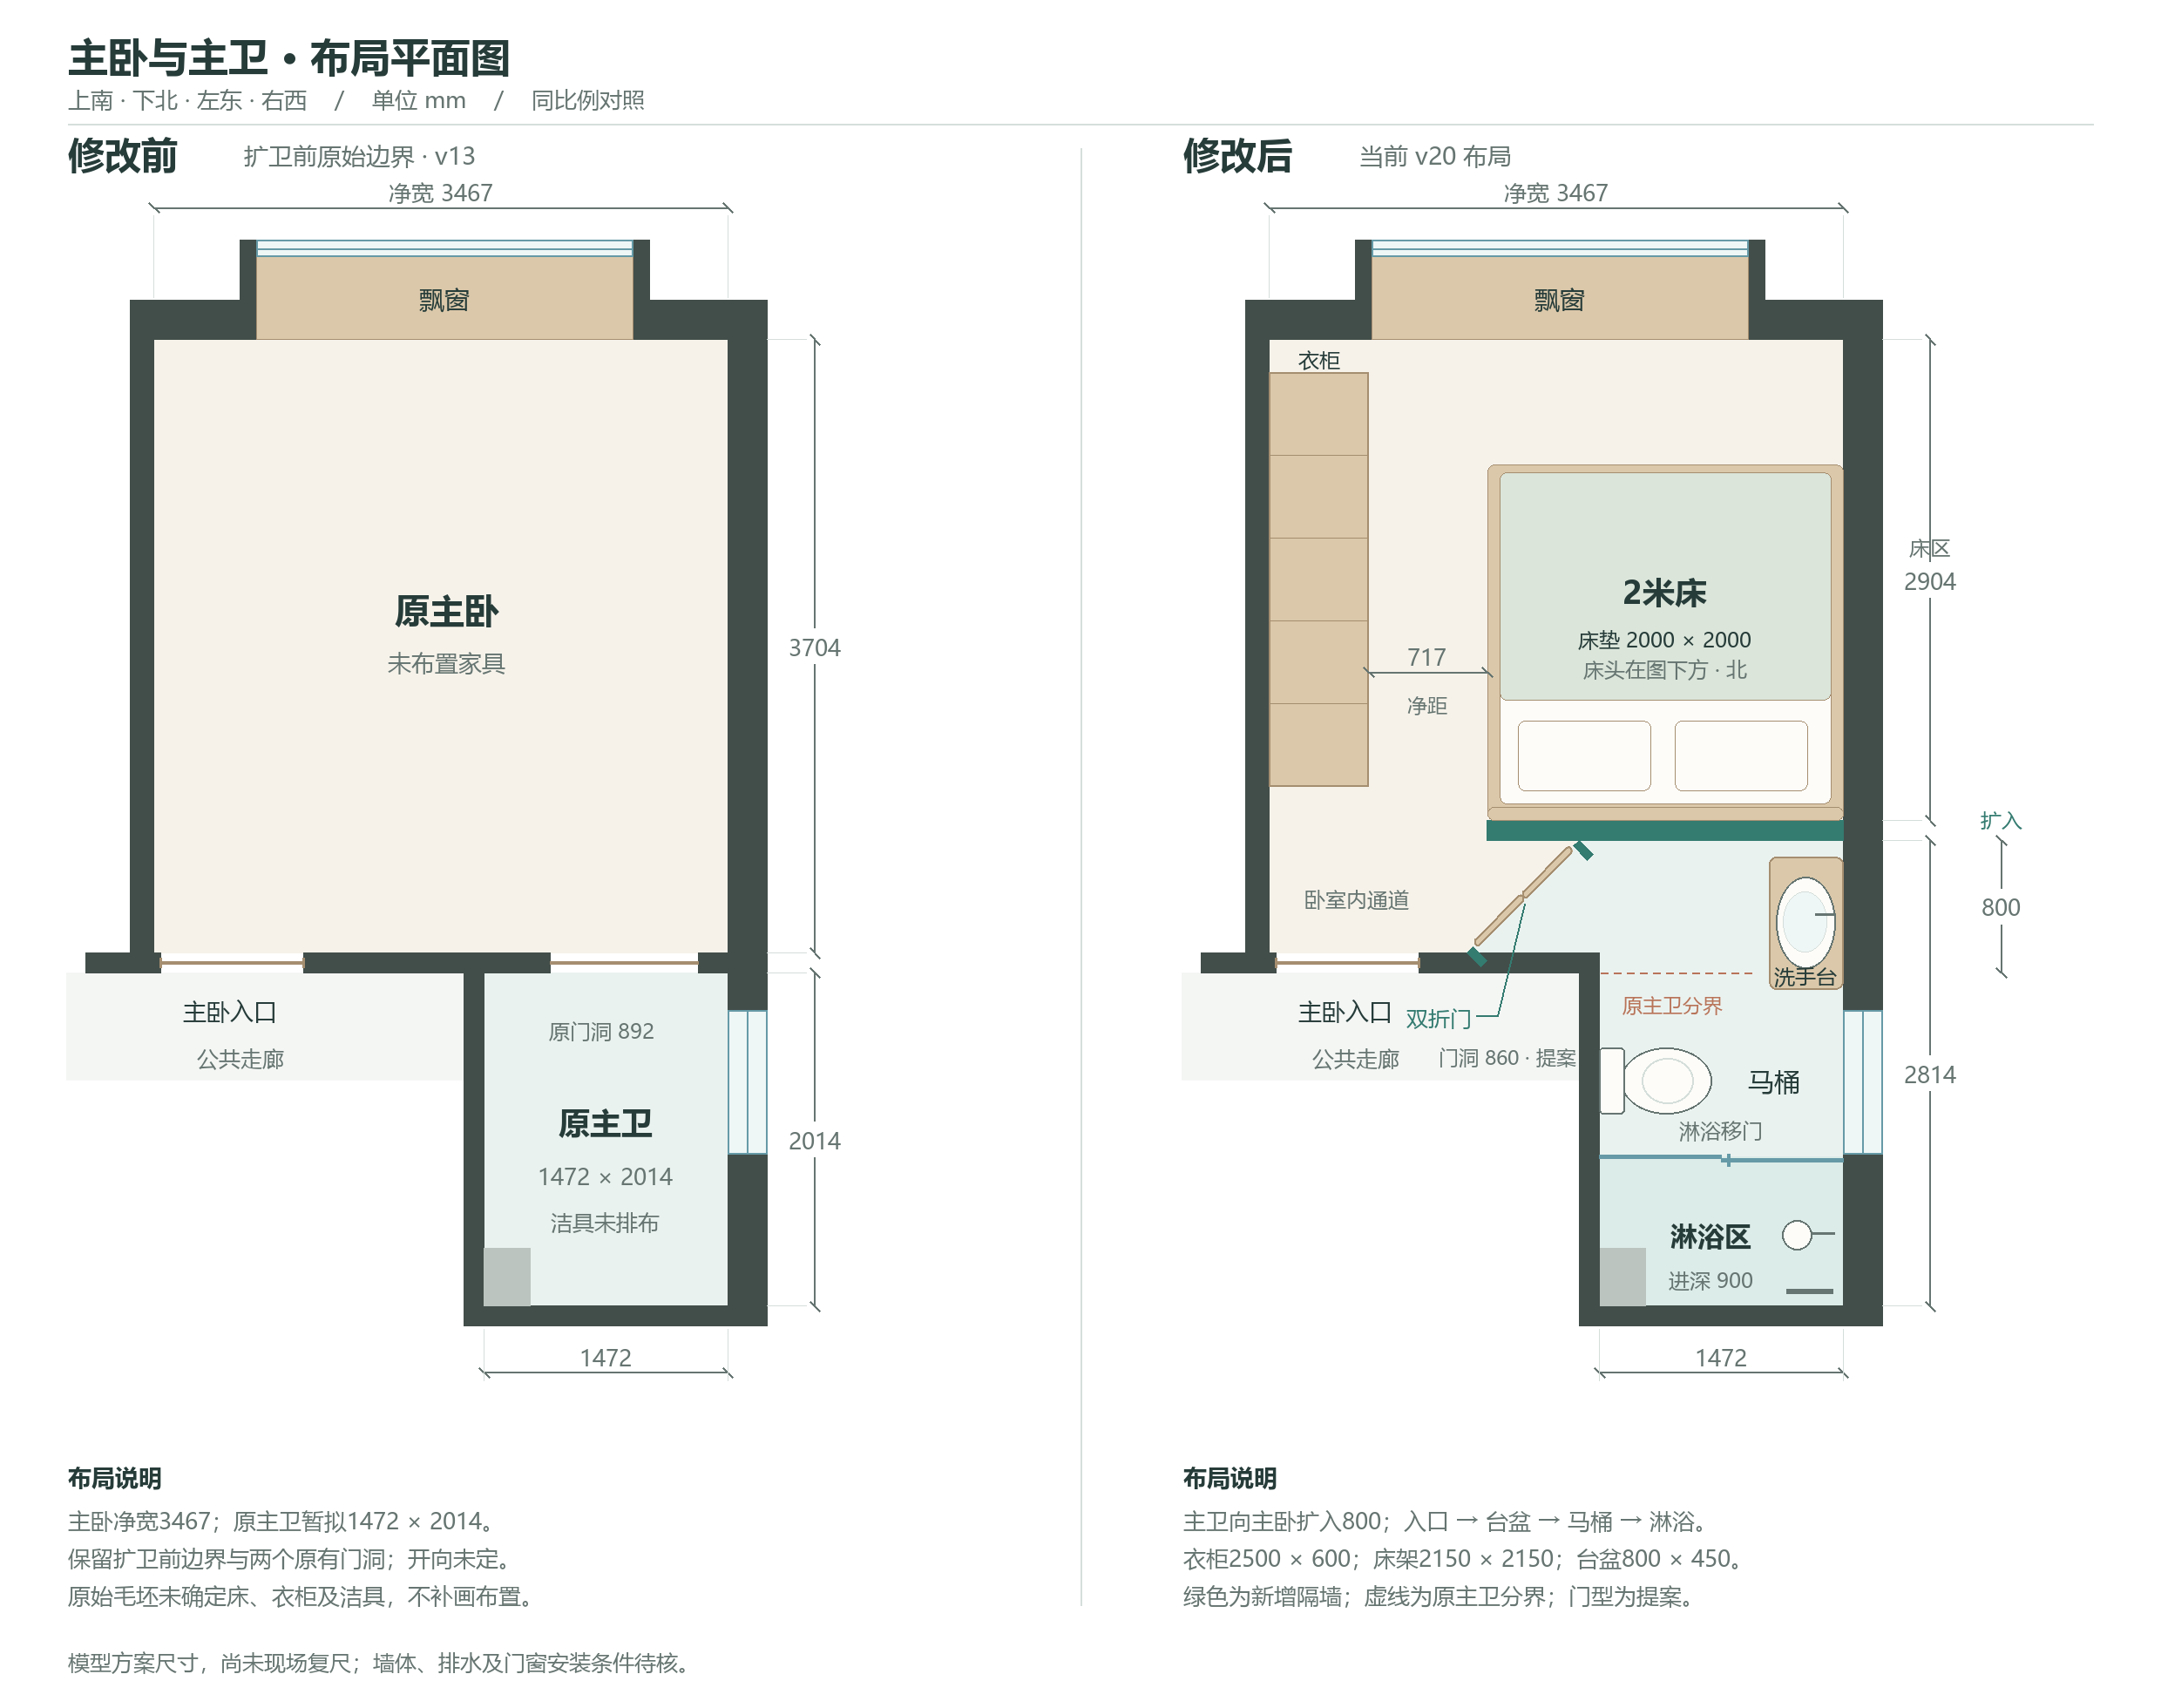 主卧与主卫 · 布局平面图
上南 · 下北 · 左东 · 右西 / 单位 mm / 同比例对照
修改前 扩卫前原始边界 · v13
净宽 3467
飘窗
原主卧
未布置家具
3704
主卧入口
公共走廊
原门洞 892
原主卫
1472 × 2014
洁具未排布
2014
1472
布局说明
主卧净宽3467；原主卫暂拟1472 × 2014。
保留扩卫前边界与两个原有门洞；开向未定。
原始毛坯未确定床、衣柜及洁具，不补画布置。
模型方案尺寸，尚未现场复尺；墙体、排水及门窗安装条件待核。
修改后 当前 v20 布局
净宽 3467
飘窗
衣柜
床区
2904
2米床
床垫 2000 × 2000
床头在图下方 · 北
717
净距
扩入
800
卧室内通道
洗手台
原主卫分界
主卧入口
双折门
公共走廊
门洞 860 · 提案
马桶
2814
淋浴移门
淋浴区
进深 900
1472
布局说明
主卫向主卧扩入800；入口 → 台盆 → 马桶 → 淋浴。
衣柜2500 × 600；床架2150 × 2150；台盆800 × 450。
绿色为新增隔墙；虚线为原主卫分界；门型为提案。